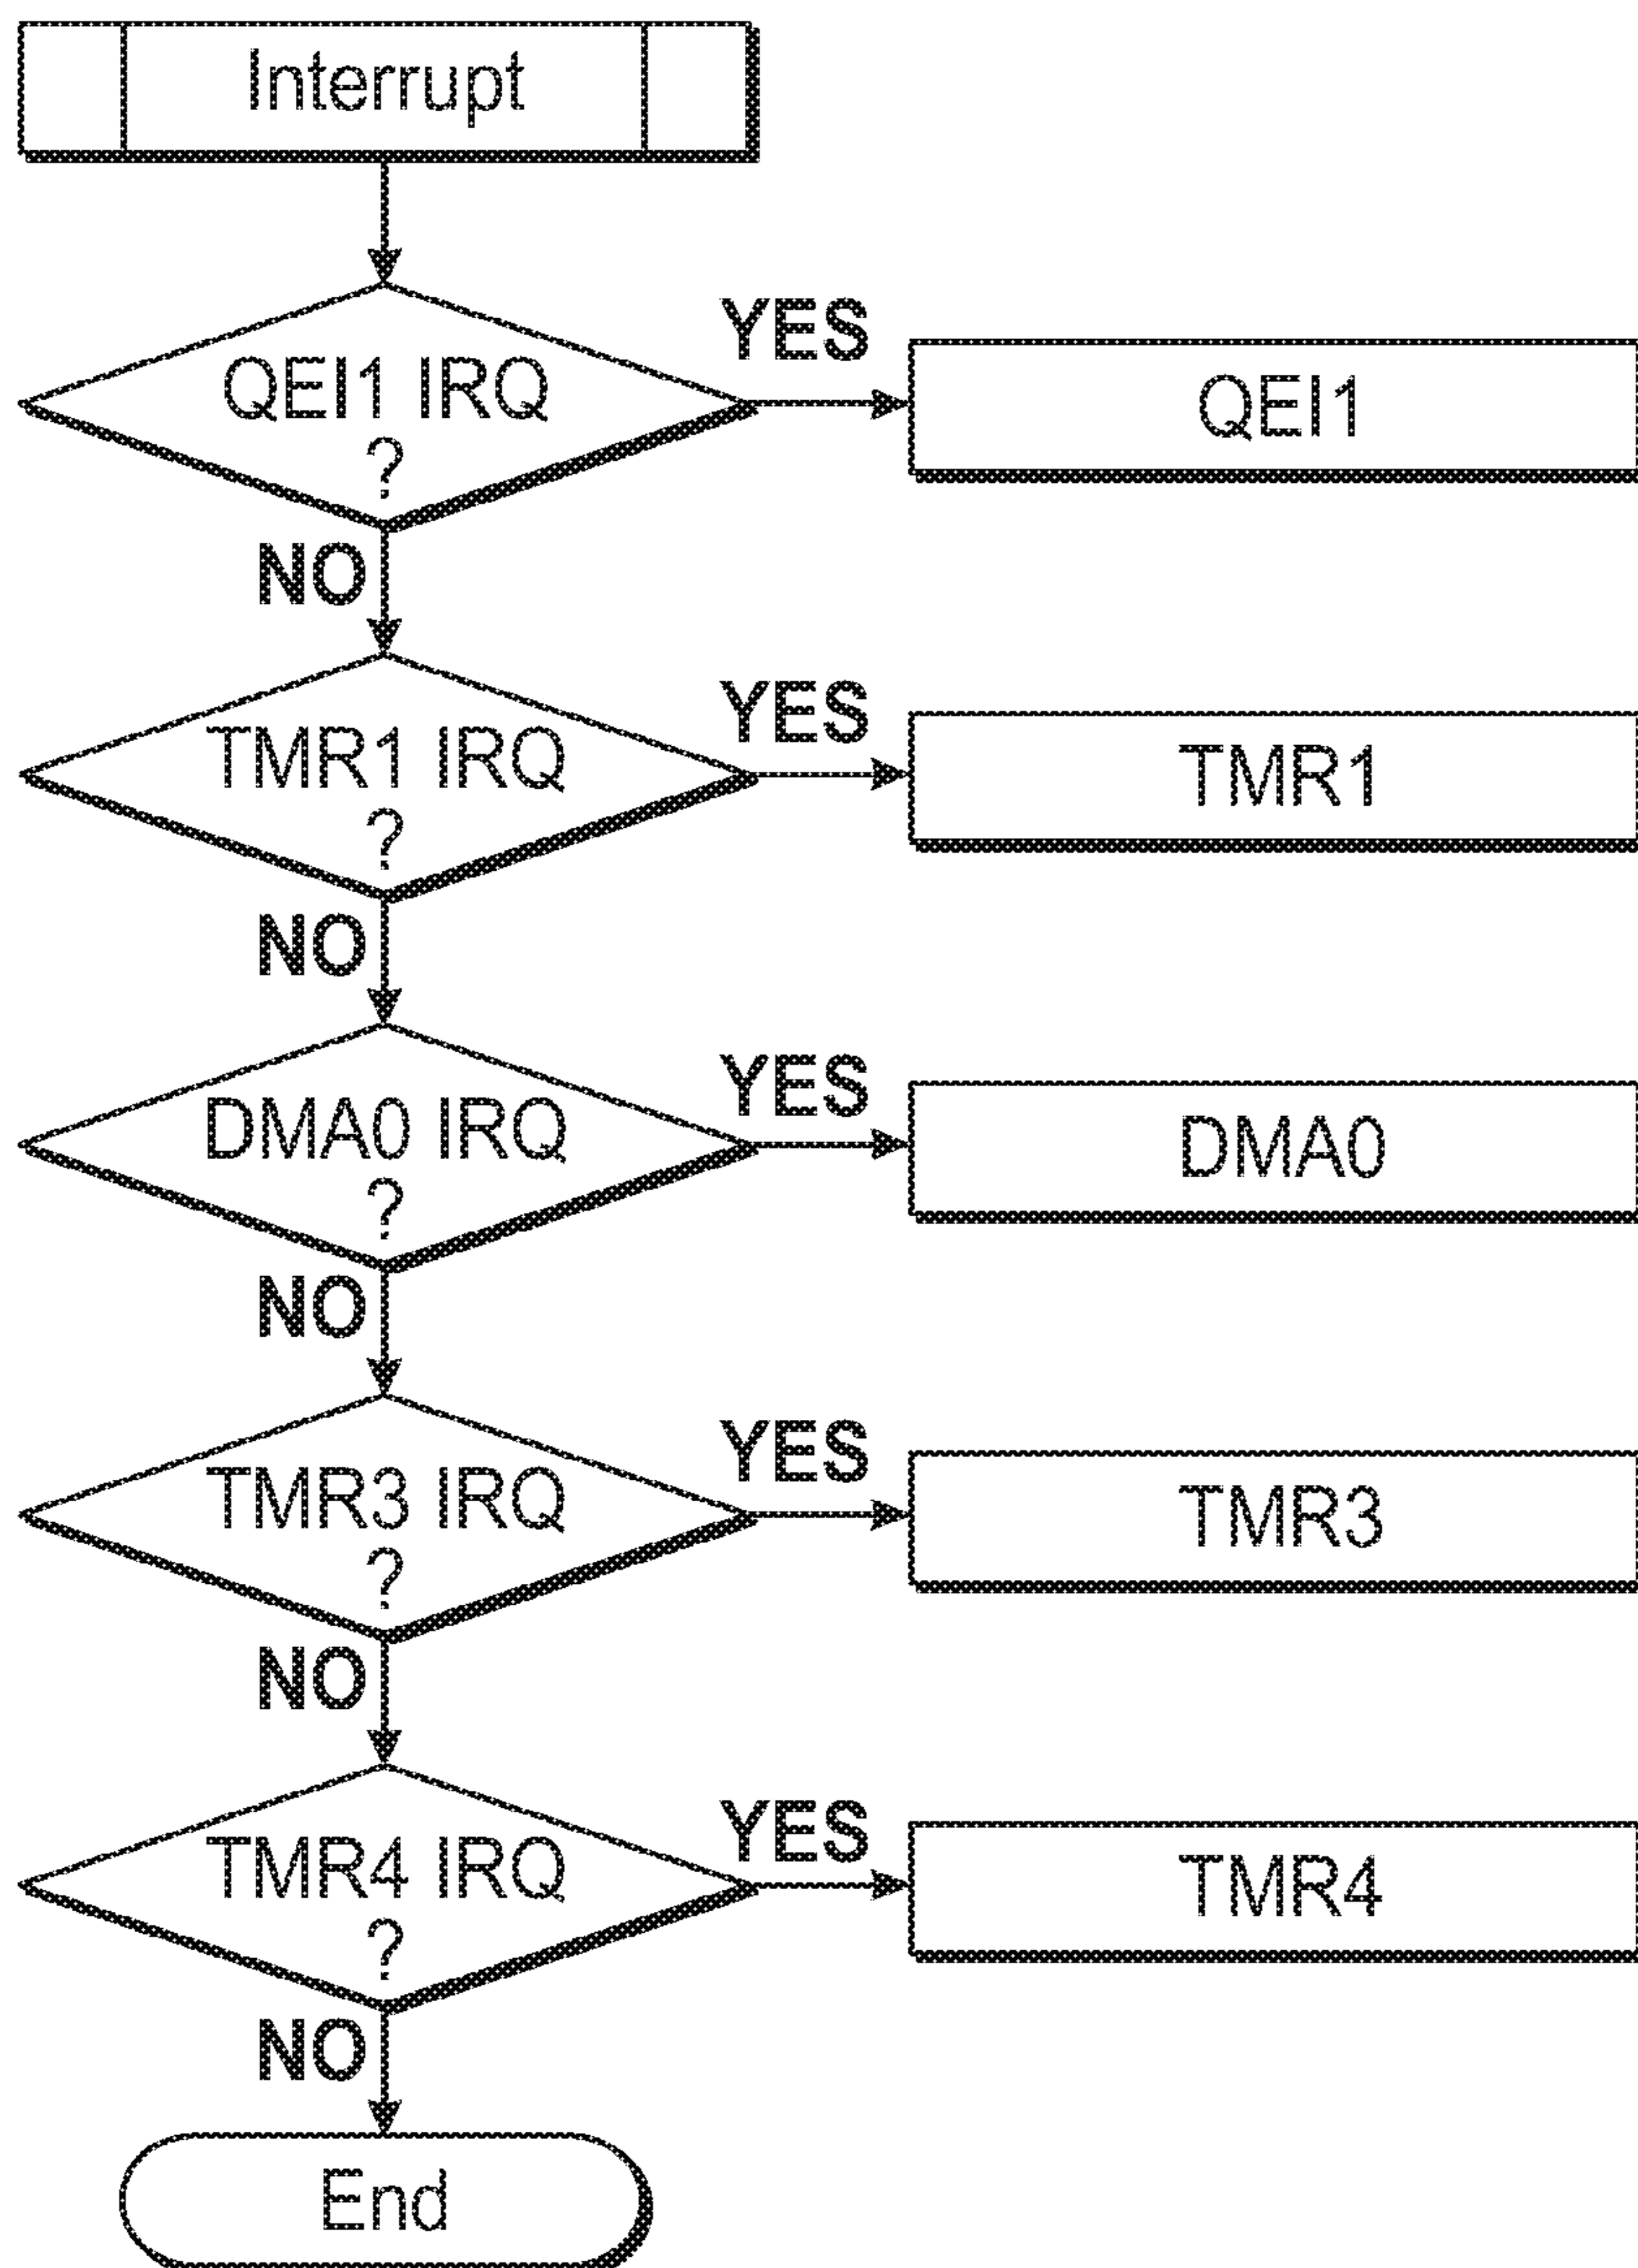 Interrupt
QEI1 IRQ
?
YES
QEI1
NO
TMR1 IRQ
?
YES
TMR1
NO
DMA0 IRQ
?
YES
DMA0
NO
TMR3 IRQ
?
YES
TMR3
NO
TMR4 IRQ
?
YES
TMR4
NO
End